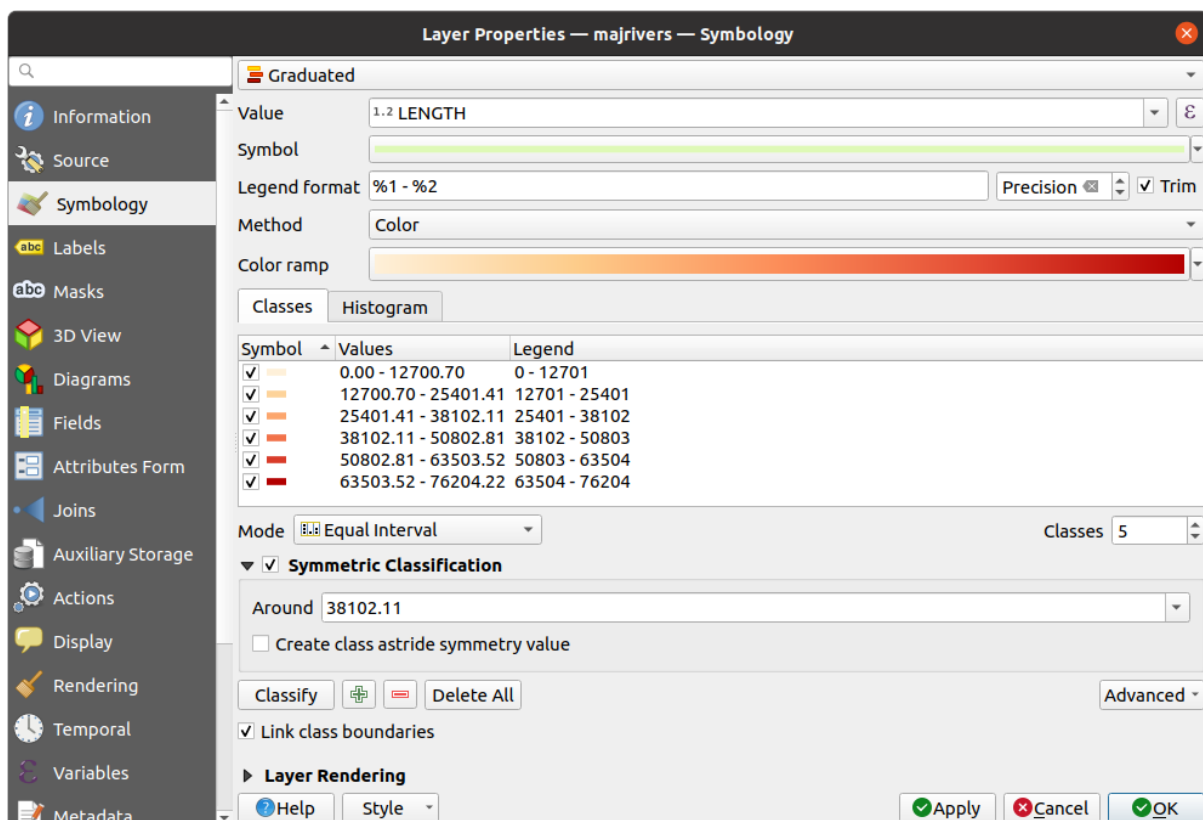 Layer Properties — majrivers — Symbology
Graduated
Information
Value 1.2 LENGTH ε
Source
Symbol
Symbology
Legend format %1 - %2 Precision Trim
Labels
Method Color
Masks
Color ramp
3D View
Classes Histogram
Diagrams
Symbol Values Legend
0.00 - 12700.70 0 - 12701
12700.70 - 25401.41 12701 - 25401
Fields
25401.41 - 38102.11 25401 - 38102
38102.11 - 50802.81 38102 - 50803
Attributes Form
50802.81 - 63503.52 50803 - 63504
63503.52 - 76204.22 63504 - 76204
Joins
Mode Equal Interval Classes 5
Auxiliary Storage
Symmetric Classification
Actions
Around 38102.11
Display
Create class astride symmetry value
Rendering
Classify Delete All Advanced
Temporal
Link class boundaries
Variables
Layer Rendering
Metadata
Help Style Apply Cancel OK